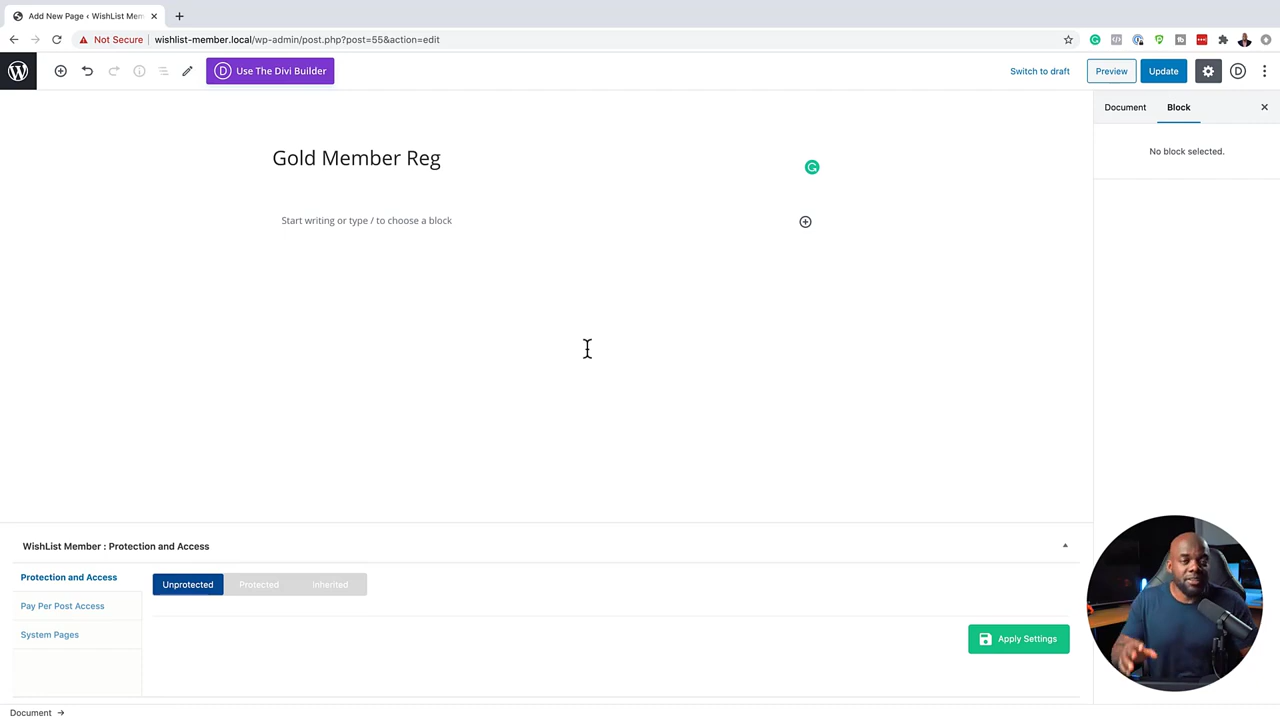 Add New Page ‹ WishList Mem
Not Secure
wishlist-member.local/wp-admin/post.php?post=55&action=edit
Use The Divi Builder
Switch to draft
Preview
Update
D
Document
Block
No block selected.
Gold Member Reg
Start writing or type / to choose a block
WishList Member : Protection and Access
Protection and Access
Unprotected
Protected
Inherited
Pay Per Post Access
System Pages
Apply Settings
Document →